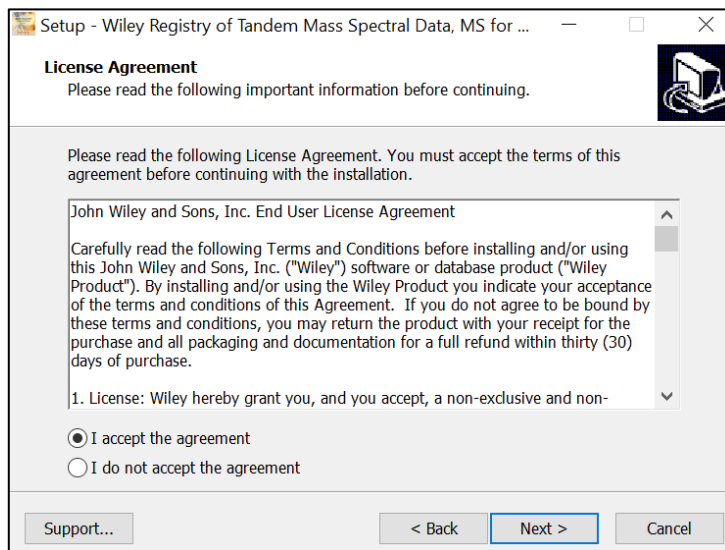 Setup - Wiley Registry of Tandem Mass Spectral Data, MS for ...
License Agreement
Please read the following important information before continuing.
Please read the following License Agreement. You must accept the terms of this
agreement before continuing with the installation.
John Wiley and Sons, Inc. End User License Agreement
Carefully read the following Terms and Conditions before installing and/or using
this John Wiley and Sons, Inc. ("Wiley") software or database product ("Wiley
Product"). By installing and/or using the Wiley Product you indicate your acceptance
of the terms and conditions of this Agreement.  If you do not agree to be bound by
these terms and conditions, you may return the product with your receipt for the
purchase and all packaging and documentation for a full refund within thirty (30)
days of purchase.
1. License: Wiley hereby grant you, and you accept, a non-exclusive and non-
I accept the agreement
I do not accept the agreement
Support...
< Back
Next >
Cancel